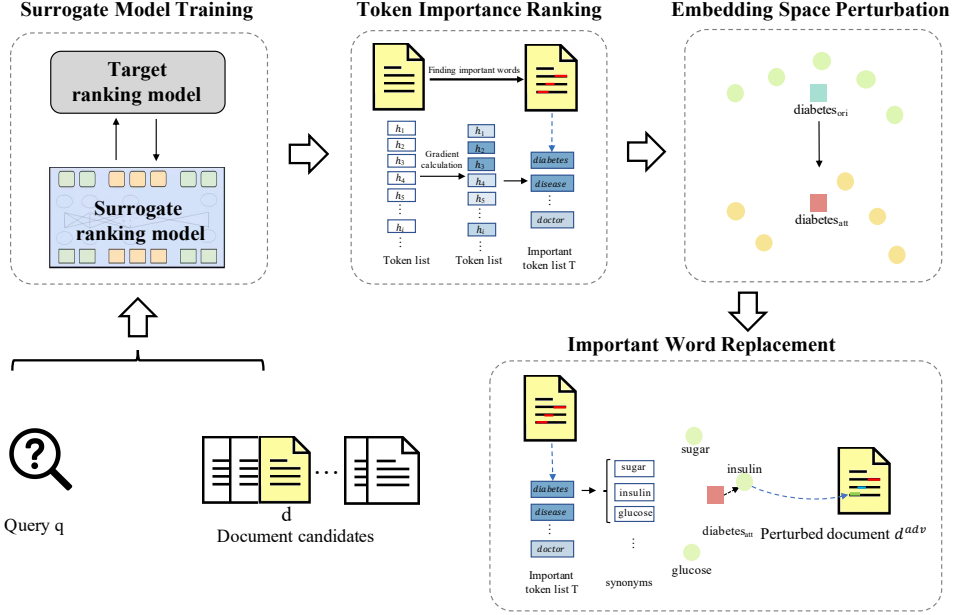 Surrogate Model Training
Target
ranking model
Surrogate
ranking model
Token Importance Ranking
Finding important words
h1
h2
h3
h4
h5
⋮
hi
⋮
Token list
Gradient
calculation
h1
h2
h3
h4
h5
⋮
hi
⋮
Token list
diabetes
disease
⋮
doctor
Important
token list T
Embedding Space Perturbation
diabetesori
diabetesatt
Query q
...
d
Document candidates
Important Word Replacement
diabetes
disease
⋮
doctor
Important
token list T
sugar
insulin
glucose
⋮
synonyms
sugar
insulin
diabetesatt
glucose
Perturbed document d^adv